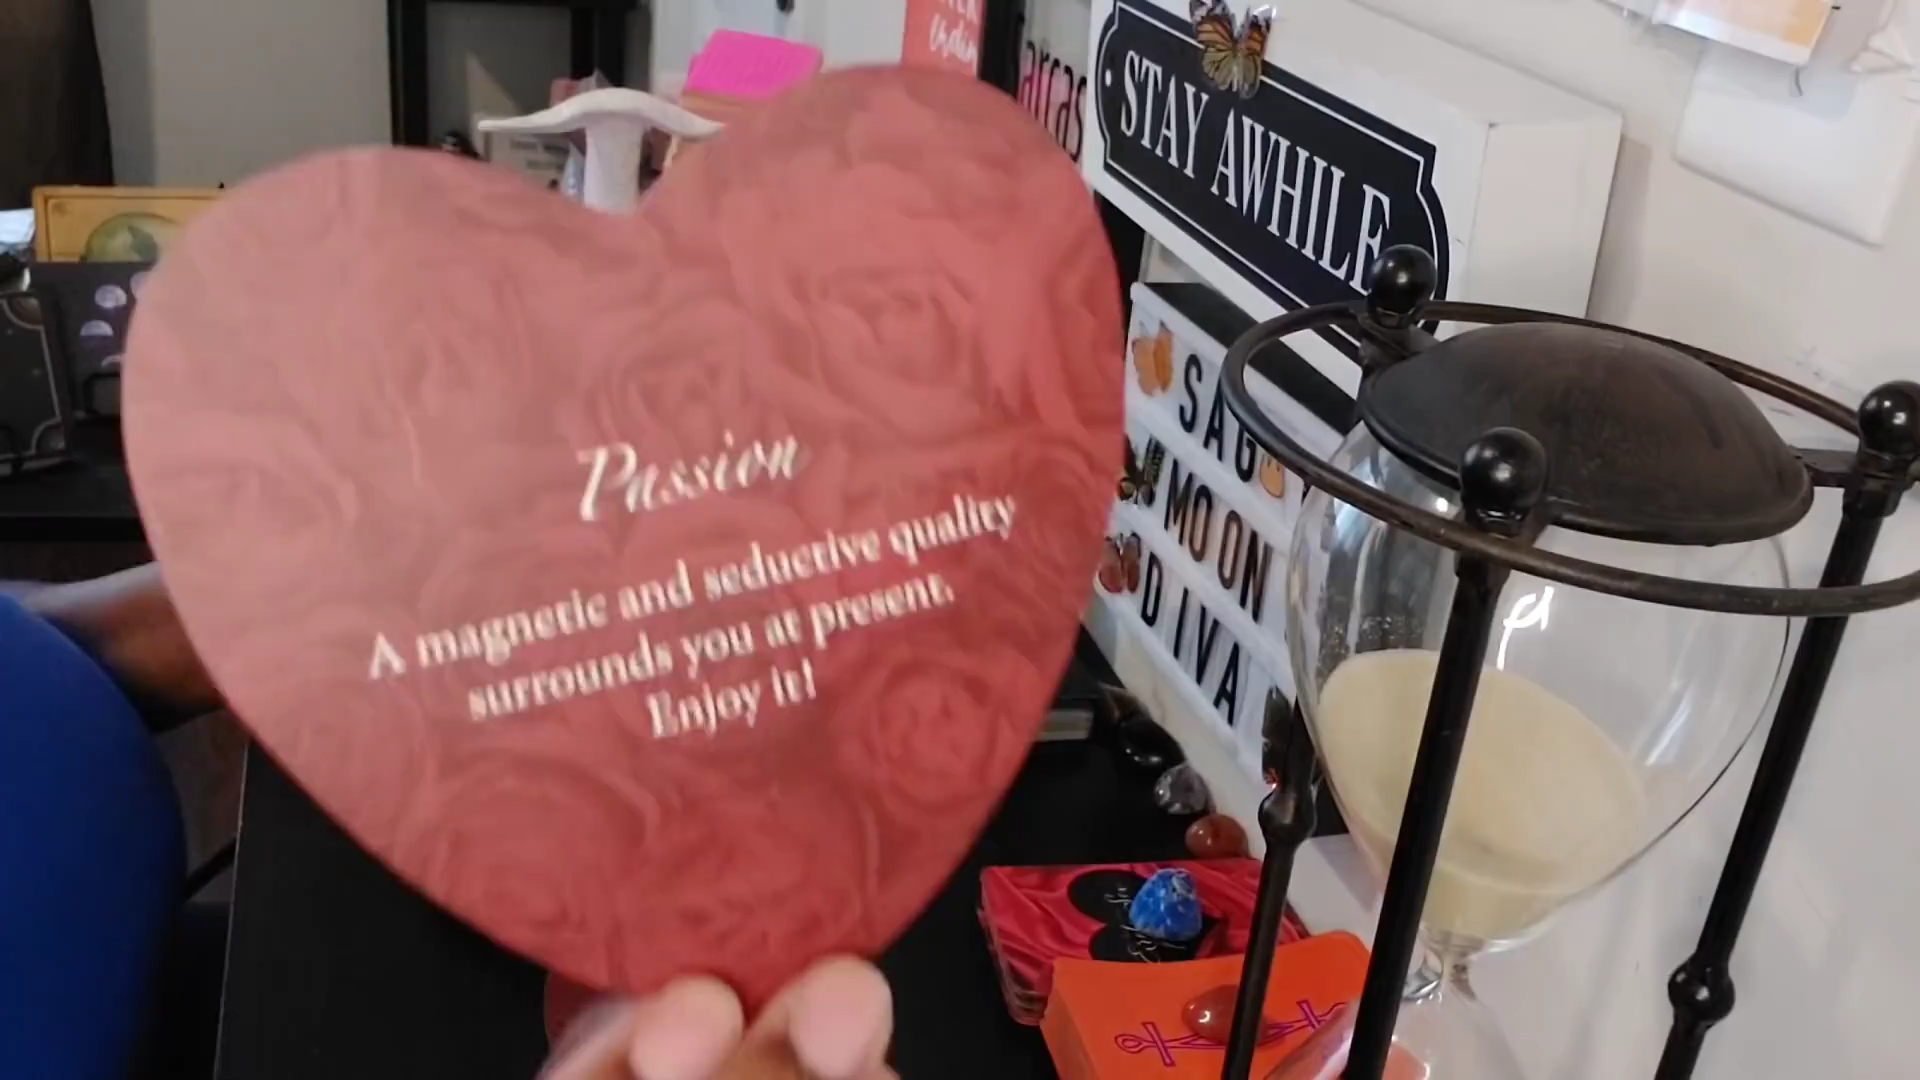 Passion
A magnetic and seductive quality
surrounds you at present.
Enjoy it!
STAY AWHILE
SAG
MOON
DIVA